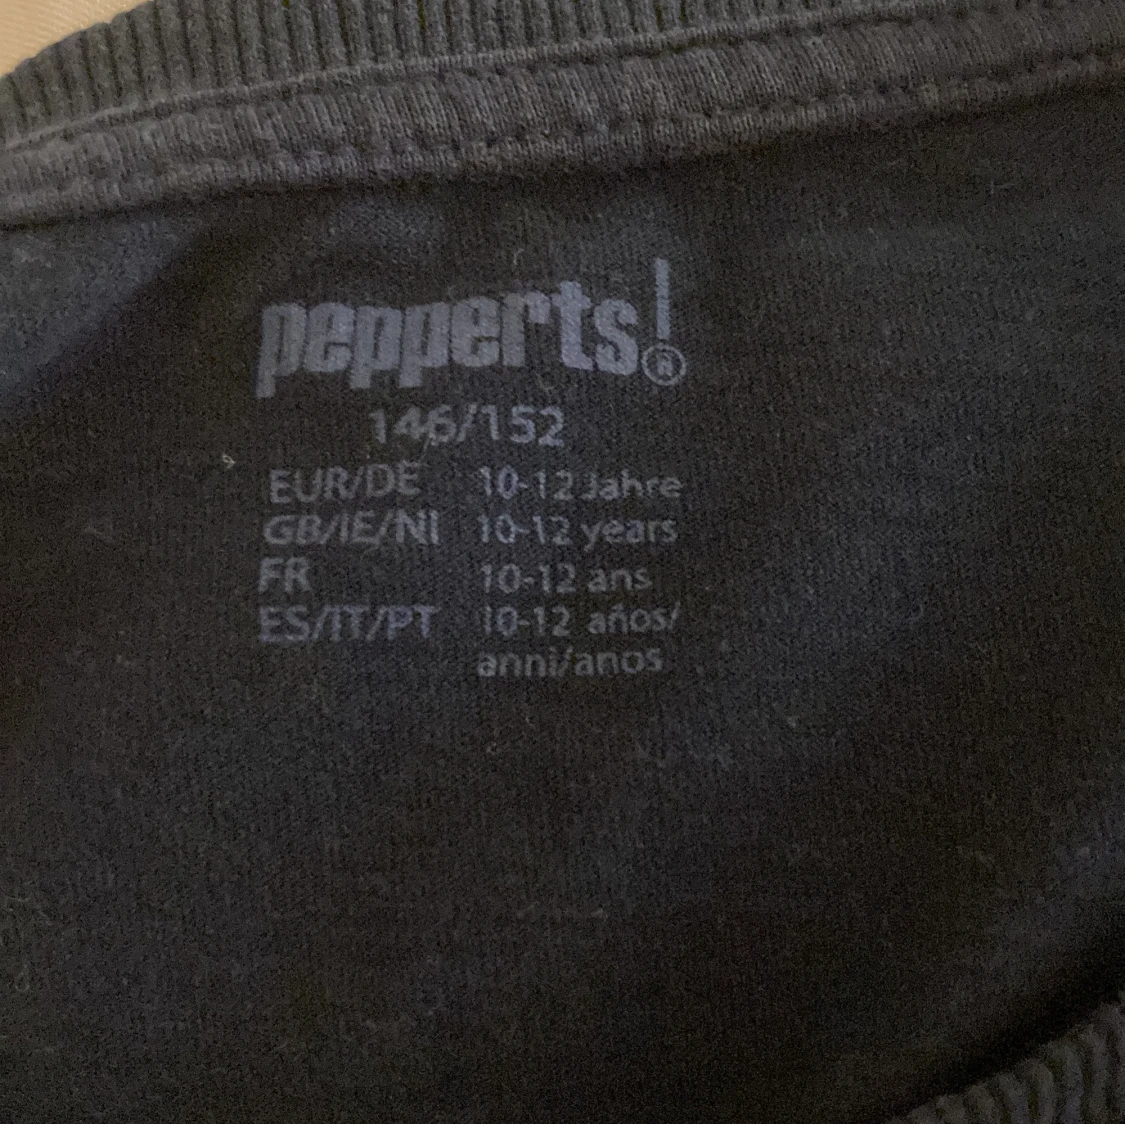 pepperts!®
146/152
EUR/DE 10-12 Jahre
GB/IE/NI 10-12 years
FR 10-12 ans
ES/IT/PT 10-12 años/
anni/anos